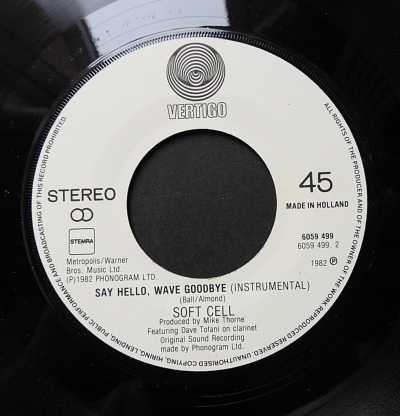 VERTIGO
STEREO
45
MADE IN HOLLAND
STEMRA
6059 499
6059 499. 2
Metropolis/Warner
Bros. Music Ltd.
(P)1982 PHONOGRAM LTD
1982 Ⓟ
SAY HELLO, WAVE GOODBYE (INSTRUMENTAL)
(Ball/Almond)
SOFT CELL
Produced by Mike Thorne
Featuring Dave Tofani on clarinet
Original Sound Recording
made by Phonogram Ltd.
ALL RIGHTS OF THE PRODUCER AND OF THE OWNER OF THE WORK REPRODUCED RESERVED. UNAUTHORISED COPYING, HIRING, LENDING, PUBLIC PERFORMANCE AND BROADCASTING OF THIS RECORD PROHIBITED.